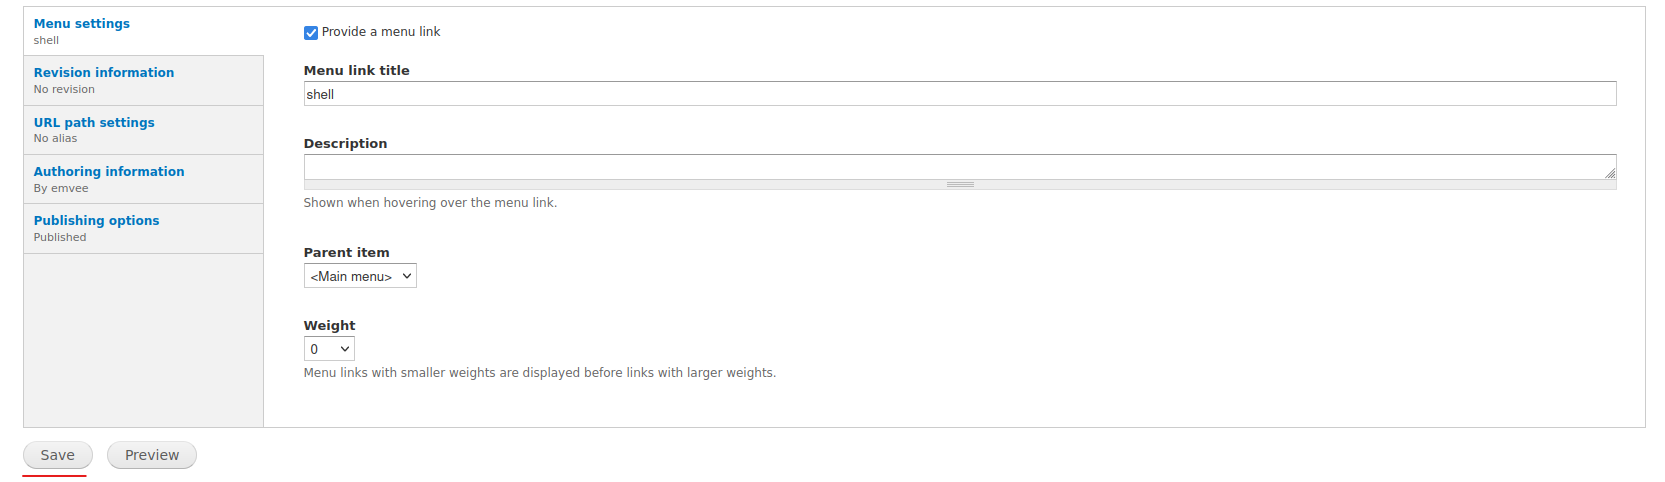 Menu settings
shell
Revision information
No revision
URL path settings
No alias
Authoring information
By emvee
Publishing options
Published
Provide a menu link
Menu link title
shell
Description
Shown when hovering over the menu link.
Parent item
<Main menu>
Weight
0
Menu links with smaller weights are displayed before links with larger weights.
Save
Preview